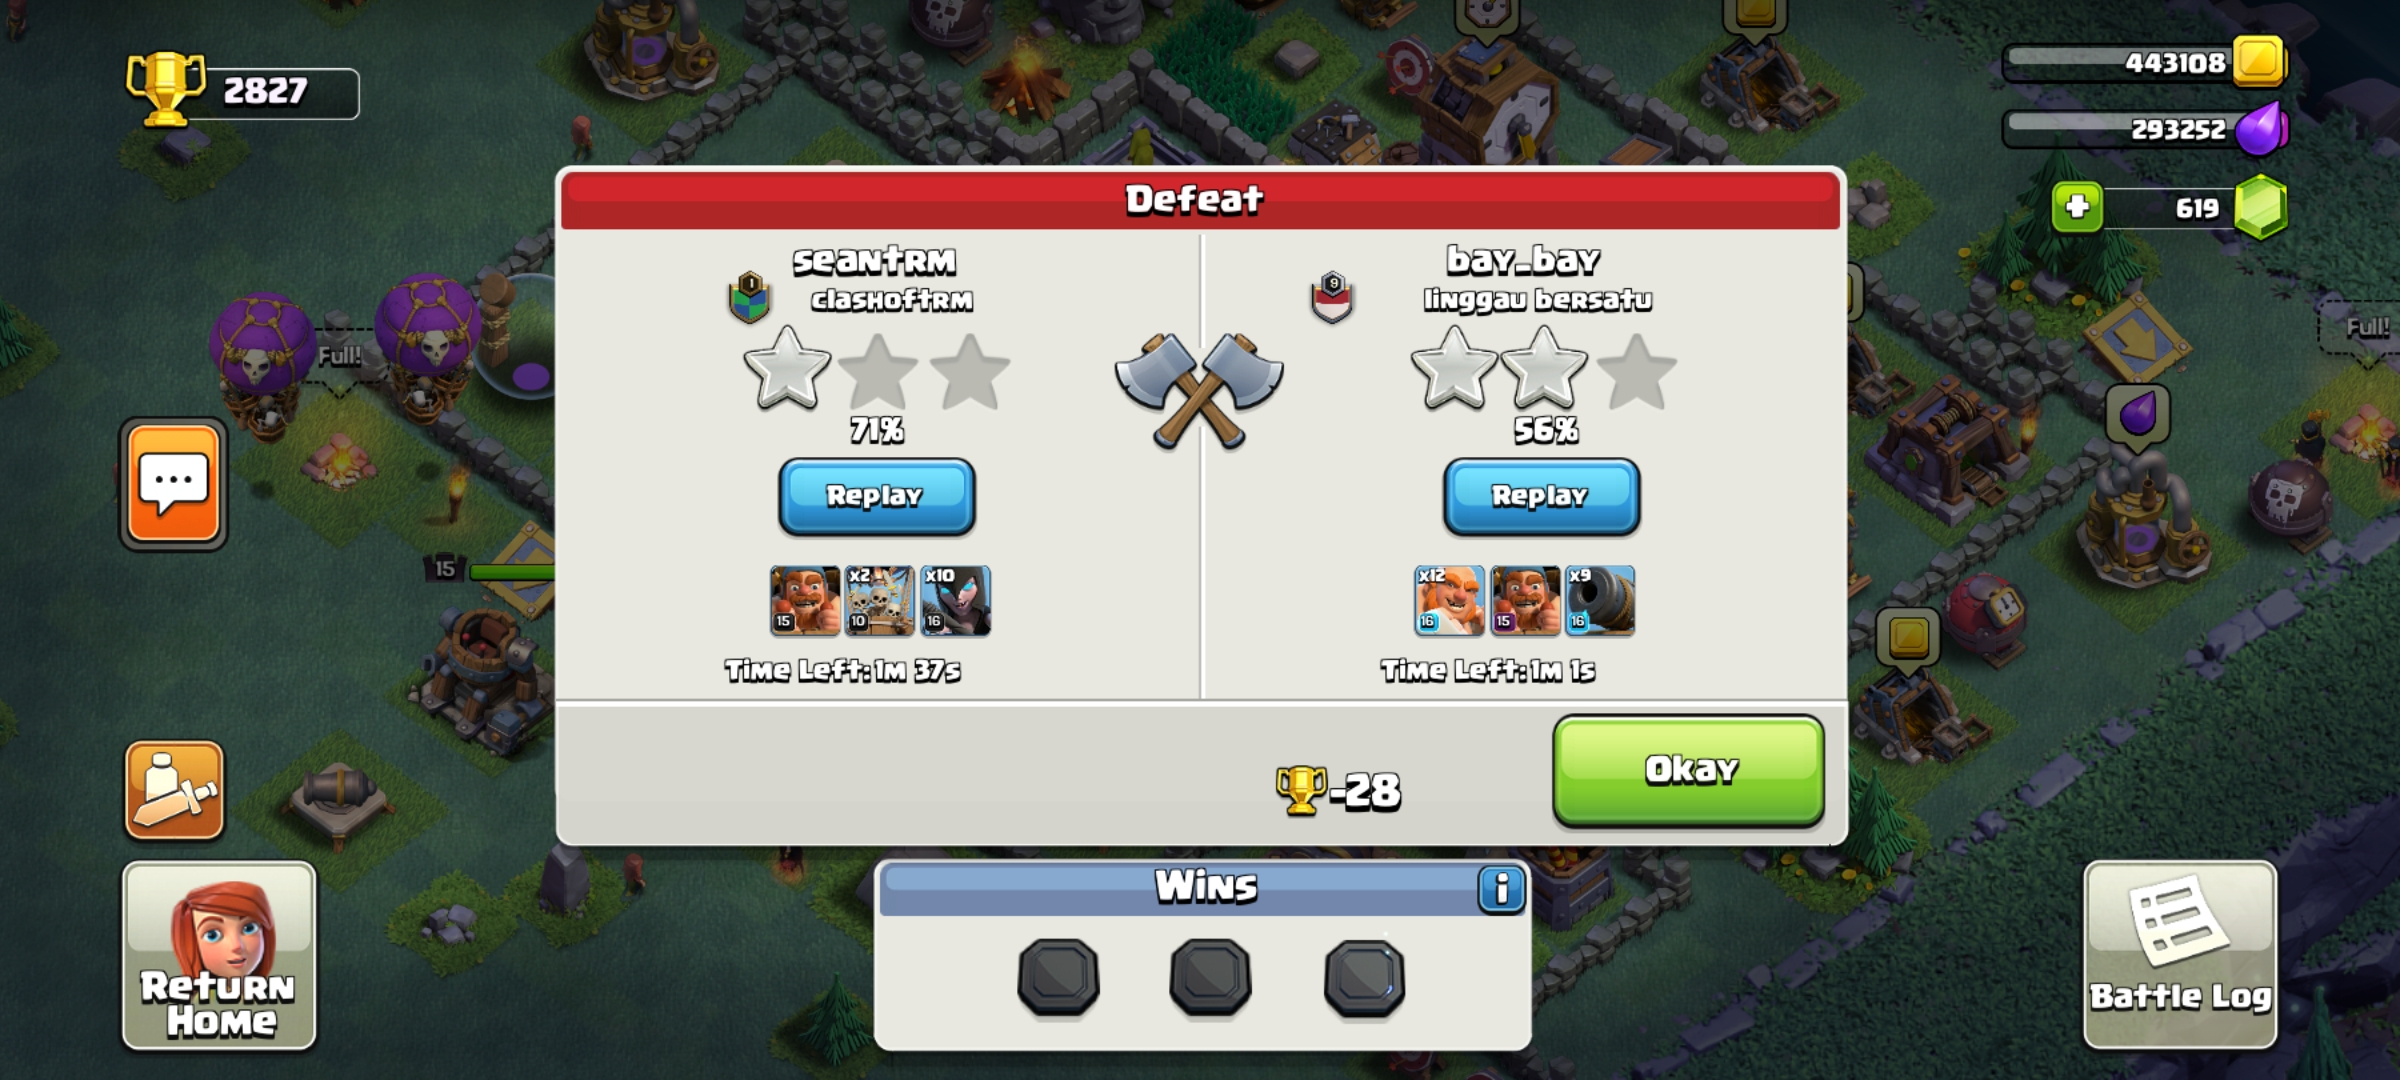 2827
443108
293252
619
Defeat
seantRM
1
clashoftRM
71%
Replay
15
x2
10
x10
16
Time Left:1m 37s
bay_bay
9
linggau bersatu
56%
Replay
x12
16
15
x9
16
Time Left:1m 1s
Full!
Full!
15
-28
Okay
Wins
i
Return
Home
Battle Log